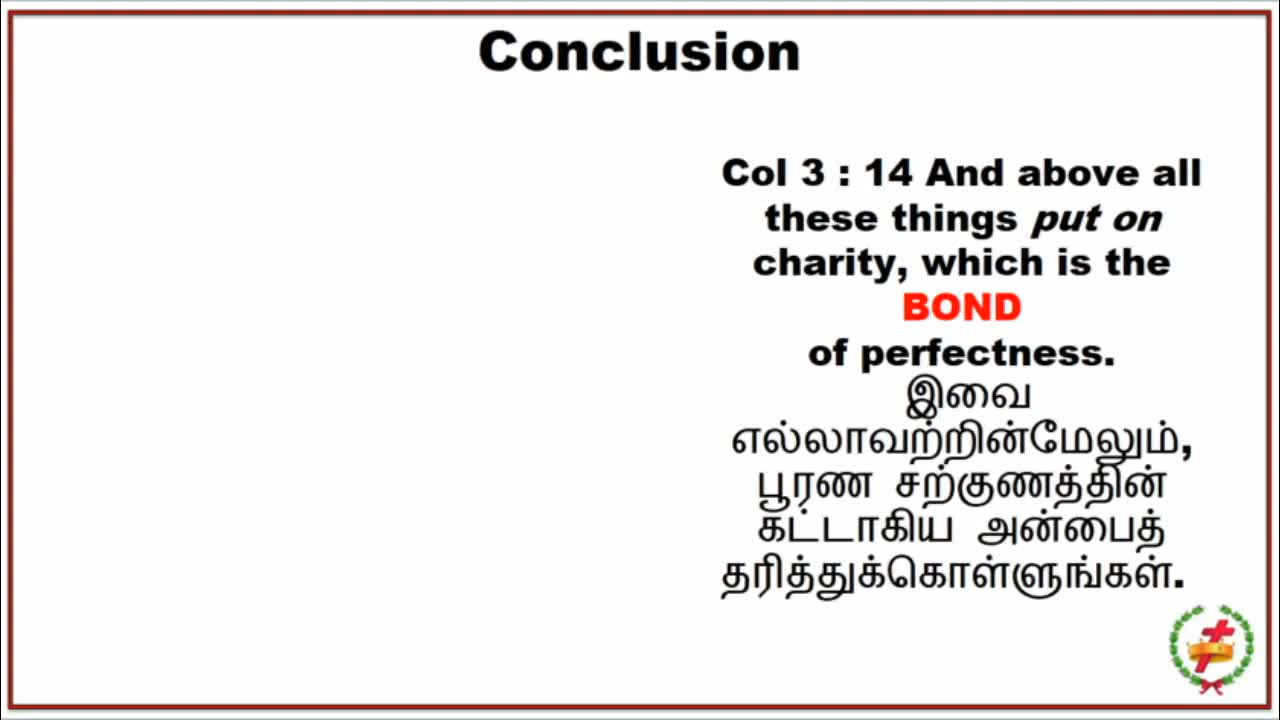 Conclusion
Col 3 : 14 And above all
these things put on
charity, which is the
BOND
of perfectness.
இவை
எல்லாவற்றின்மேலும்,
பூரண சற்குணத்தின்
கட்டாகிய அன்பைத்
தரித்துக்கொள்ளுங்கள்.